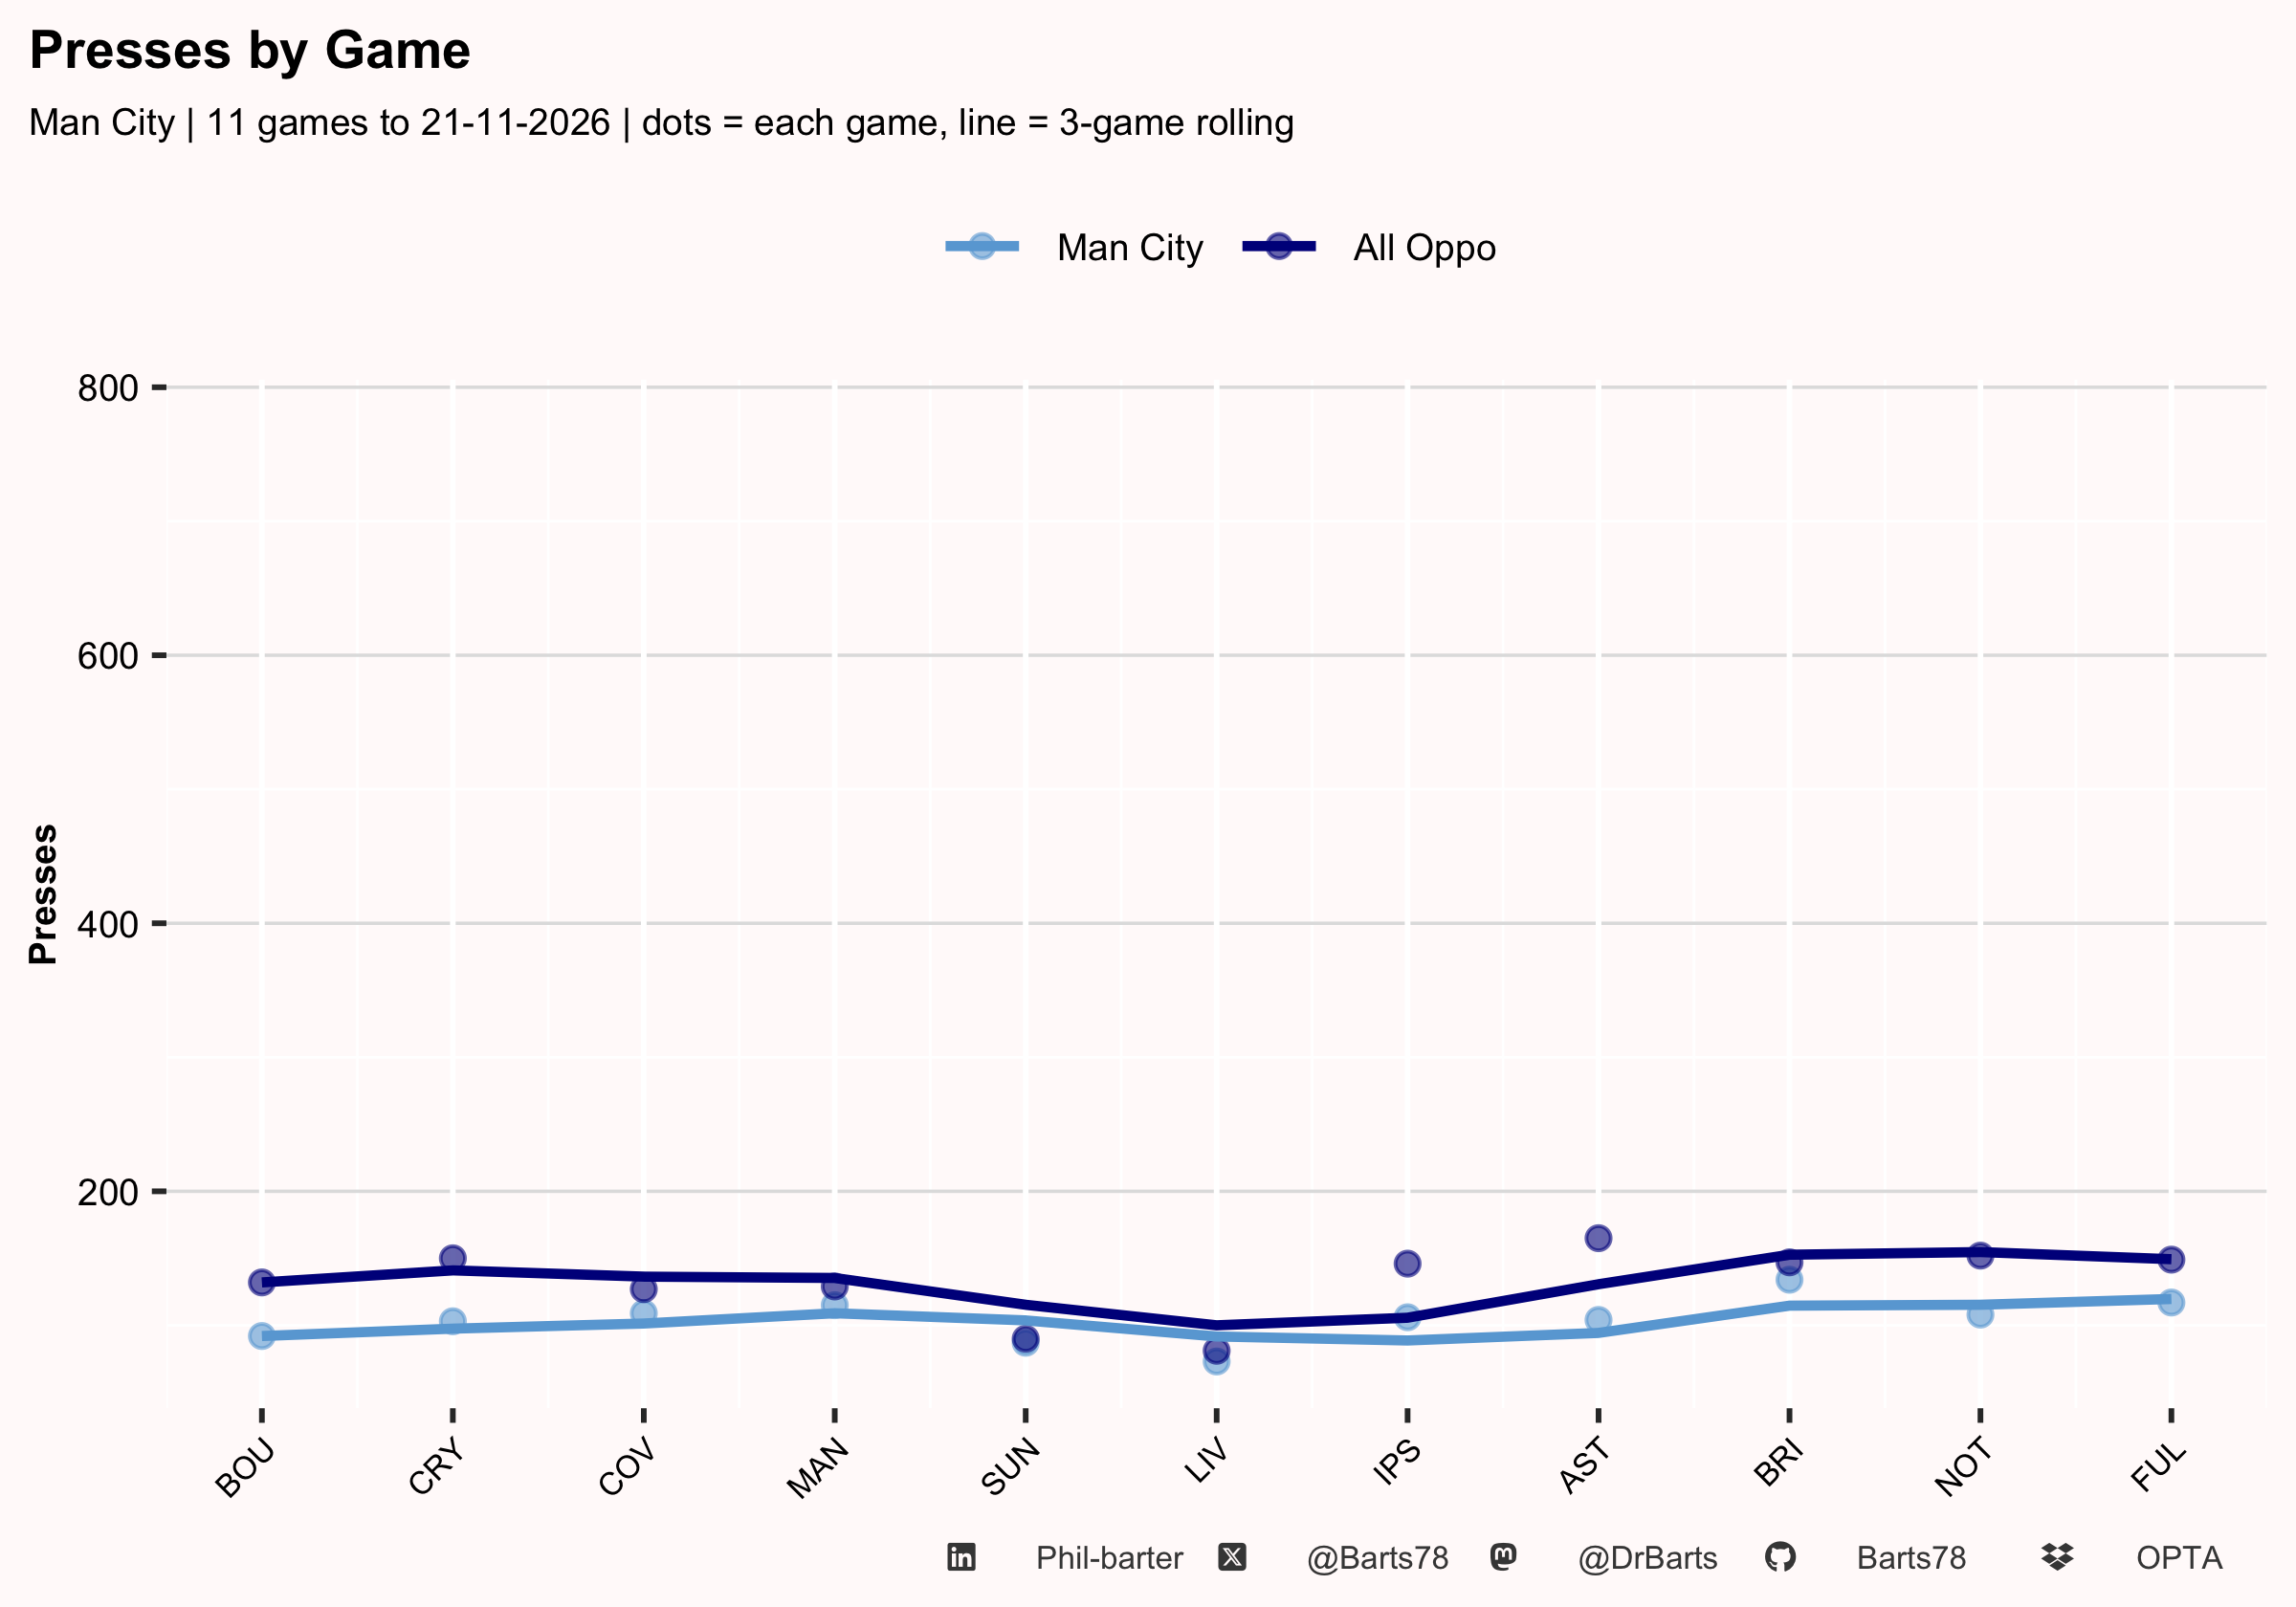 Presses by Game
Man City | 11 games to 21-11-2026 | dots = each game, line = 3-game rolling
Man City All Oppo
800
600
400
200
Presses
BOU CRY COV MAN SUN LIV IPS AST BRI NOT FUL
Phil-barter @Barts78 @DrBarts Barts78 OPTA